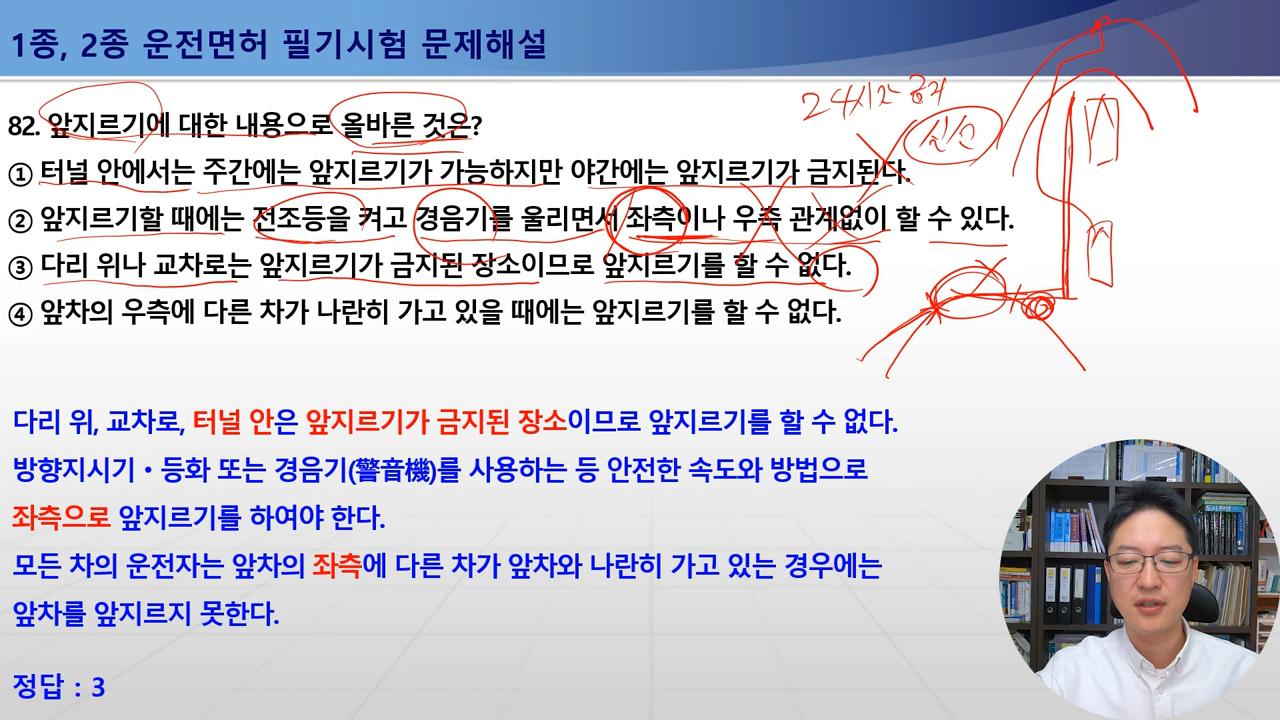 1종, 2종 운전면허 필기시험 문제해설
24시간 금지
실선
82. 앞지르기에 대한 내용으로 올바른 것은?
① 터널 안에서는 주간에는 앞지르기가 가능하지만 야간에는 앞지르기가 금지된다.
② 앞지르기할 때에는 전조등을 켜고 경음기를 울리면서 좌측이나 우측 관계없이 할 수 있다.
③ 다리 위나 교차로는 앞지르기가 금지된 장소이므로 앞지르기를 할 수 없다.
④ 앞차의 우측에 다른 차가 나란히 가고 있을 때에는 앞지르기를 할 수 없다.
다리 위, 교차로, 터널 안은 앞지르기가 금지된 장소이므로 앞지르기를 할 수 없다.
방향지시기・등화 또는 경음기(警音機)를 사용하는 등 안전한 속도와 방법으로
좌측으로 앞지르기를 하여야 한다.
모든 차의 운전자는 앞차의 좌측에 다른 차가 앞차와 나란히 가고 있는 경우에는
앞차를 앞지르지 못한다.
정답 : 3